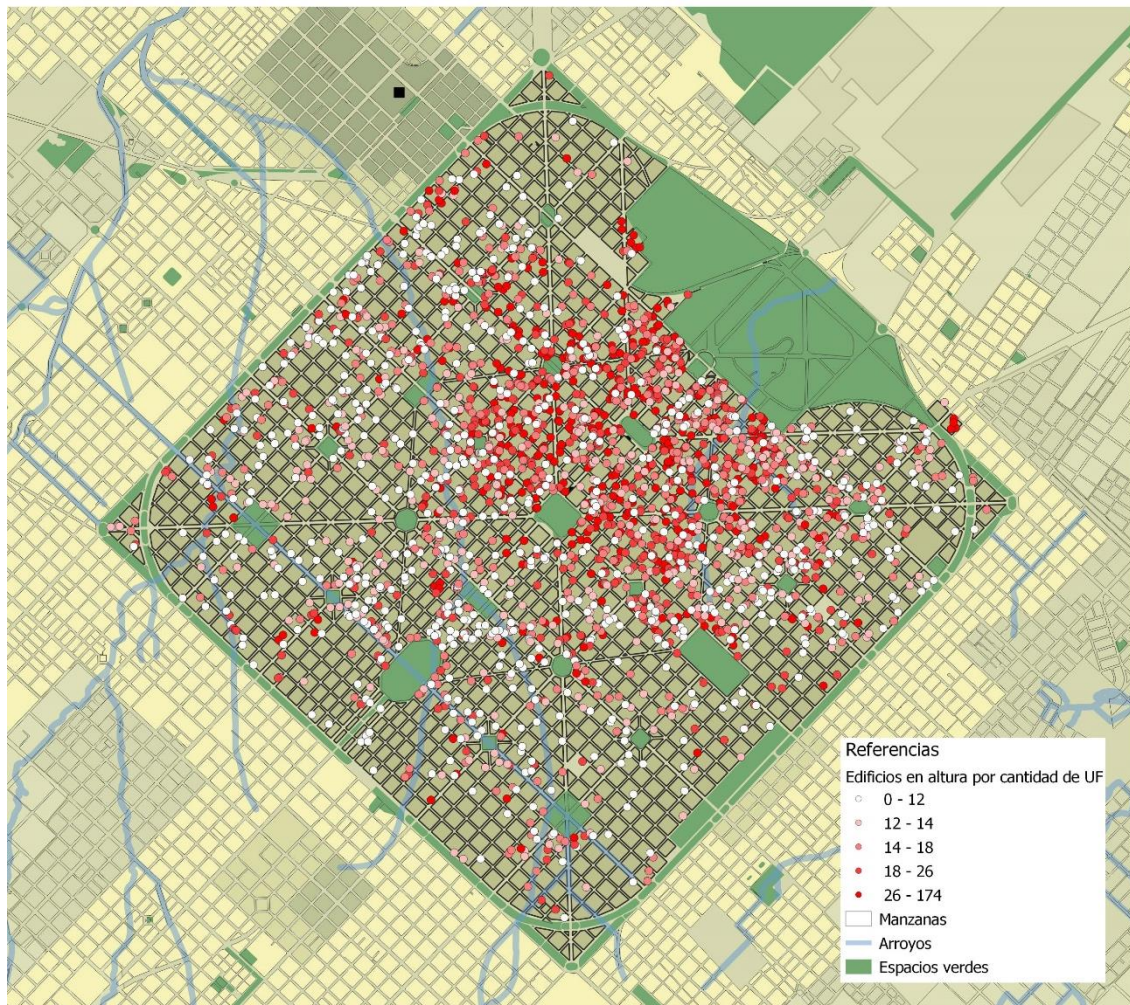 Referencias
Edificios en altura por cantidad de UF
0 - 12
12 - 14
14 - 18
18 - 26
26 - 174
Manzanas
Arroyos
Espacios verdes